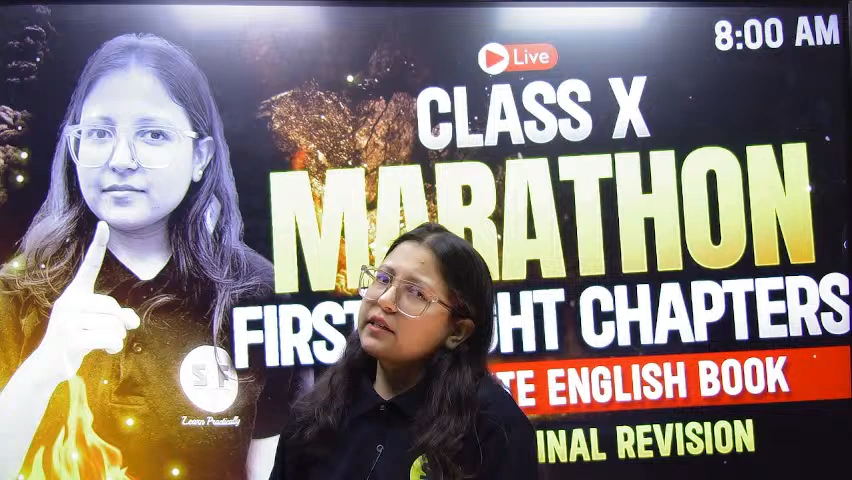 8:00 AM
Live
CLASS X
MARATHON
FIRST CHAPTERS
ENGLISH BOOK
REVISION
Learn Practically